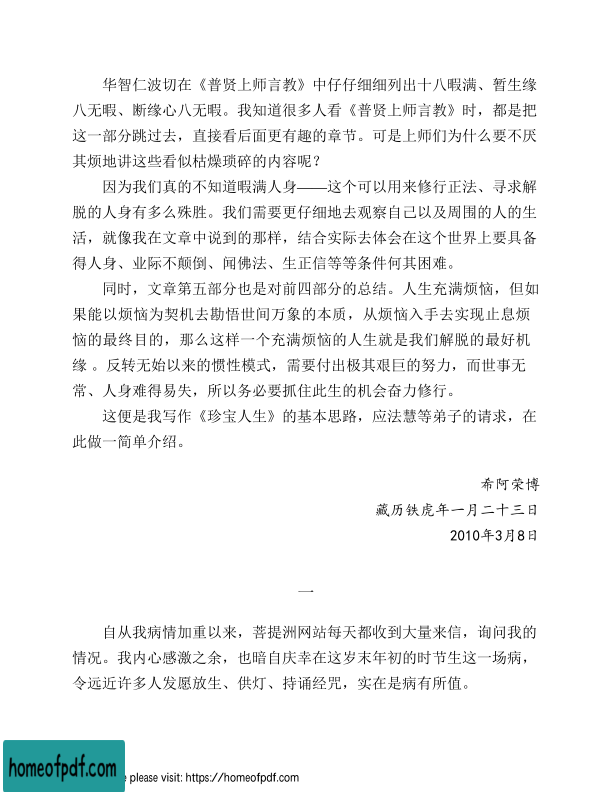 华智仁波切在《普贤上师言教》中仔仔细细列出十八暇满、暂生缘
八无暇、断缘心八无暇。我知道很多人看《普贤上师言教》时，都是把
这一部分跳过去，直接看后面更有趣的章节。可是上师们为什么要不厌
其烦地讲这些看似枯燥琐碎的内容呢？
因为我们真的不知道暇满人身——这个可以用来修行正法、寻求解
脱的人身有多么殊胜。我们需要更仔细地去观察自己以及周围的人的生
活，就像我在文章中说到的那样，结合实际去体会在这个世界上要具备
得人身、业际不颠倒、闻佛法、生正信等等条件何其困难。
同时，文章第五部分也是对前四部分的总结。人生充满烦恼，但如
果能以烦恼为契机去勘悟世间万象的本质，从烦恼入手去实现止息烦
恼的最终目的，那么这样一个充满烦恼的人生就是我们解脱的最好机
缘 。反转无始以来的惯性模式，需要付出极其艰巨的努力，而世事无
常、人身难得易失，所以务必要抓住此生的机会奋力修行。
这便是我写作《珍宝人生》的基本思路，应法慧等弟子的请求，在
此做一简单介绍。
希阿荣博
藏历铁虎年一月二十三日
2010年3月8日
一
自从我病情加重以来，菩提洲网站每天都收到大量来信，询问我的
情况。我内心感激之余，也暗自庆幸在这岁末年初的时节生这一场病，
令远近许多人发愿放生、供灯、持诵经咒，实在是病有所值。
homeofpdf.com
e please visit: https://homeofpdf.com